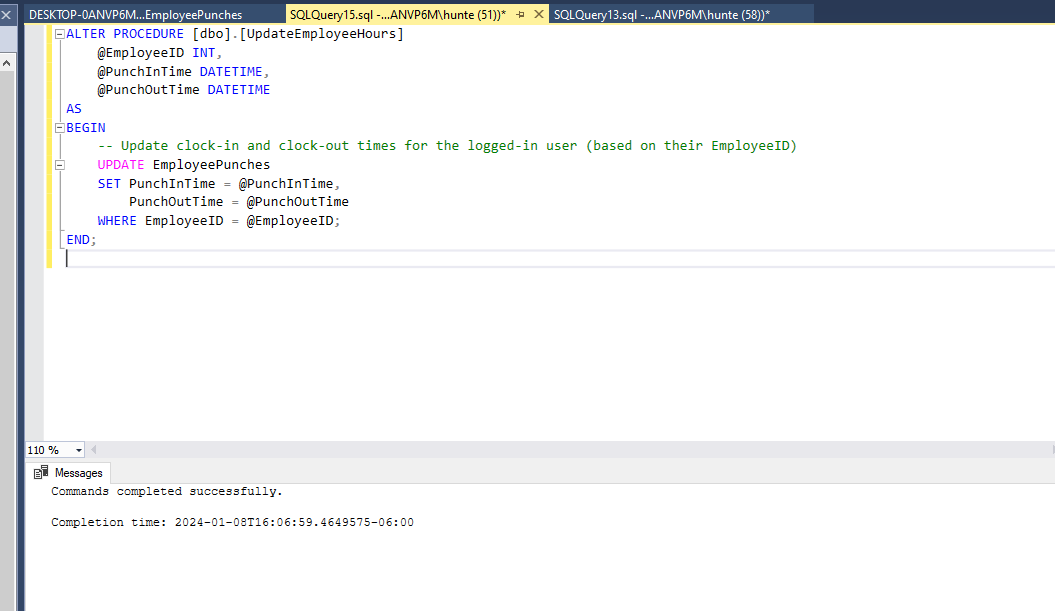 DESKTOP-0ANVP6M...EmployeePunches
SQLQuery15.sql -...ANVP6M\hunte (51))*
SQLQuery13.sql -...ANVP6M\hunte (58))*
ALTER PROCEDURE [dbo].[UpdateEmployeeHours]
@EmployeeID INT,
@PunchInTime DATETIME,
@PunchOutTime DATETIME
AS
BEGIN
-- Update clock-in and clock-out times for the logged-in user (based on their EmployeeID)
UPDATE EmployeePunches
SET PunchInTime = @PunchInTime,
PunchOutTime = @PunchOutTime
WHERE EmployeeID = @EmployeeID;
END;
110 %
Messages
Commands completed successfully.
Completion time: 2024-01-08T16:06:59.4649575-06:00